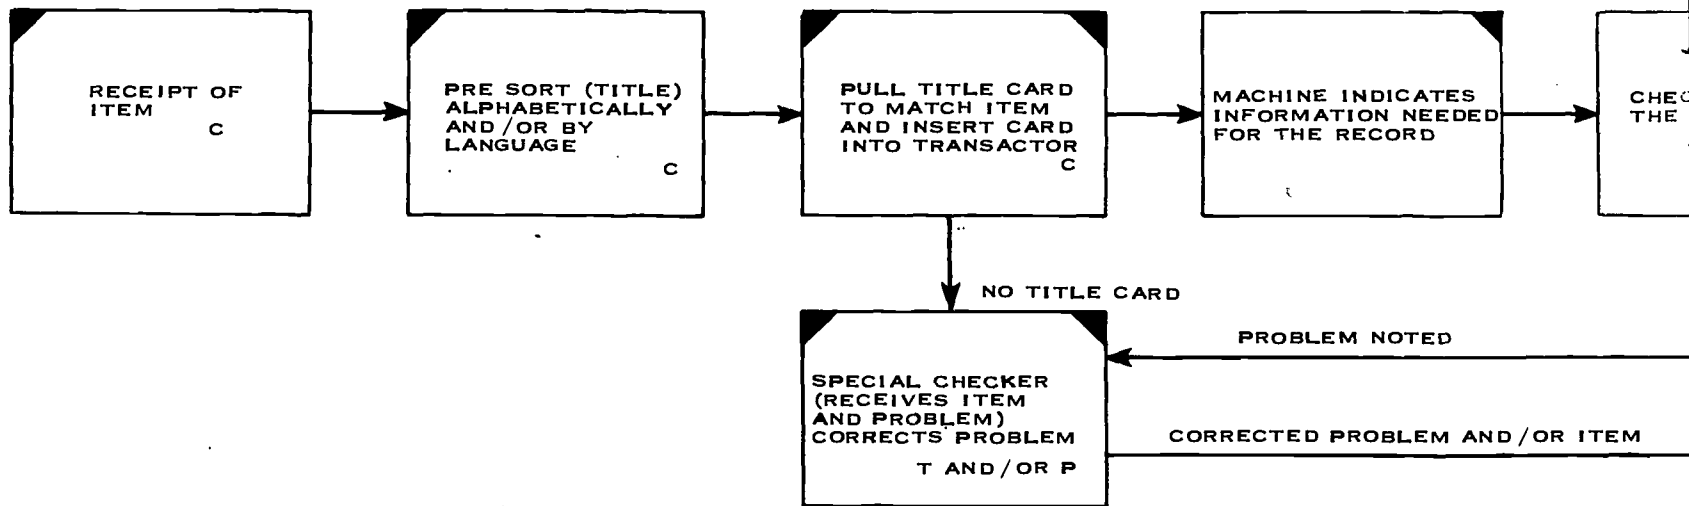 RECEIPT OF
ITEM
C
PRE SORT (TITLE)
ALPHABETICALLY
AND/OR BY
LANGUAGE
C
PULL TITLE CARD
TO MATCH ITEM
AND INSERT CARD
INTO TRANSACTOR
C
MACHINE INDICATES
INFORMATION NEEDED
FOR THE RECORD
THE
NO TITLE CARD
PROBLEM NOTED
SPECIAL CHECKER
(RECEIVES ITEM
AND PROBLEM)
CORRECTS PROBLEM
T AND/OR P
CORRECTED PROBLEM AND/OR ITEM